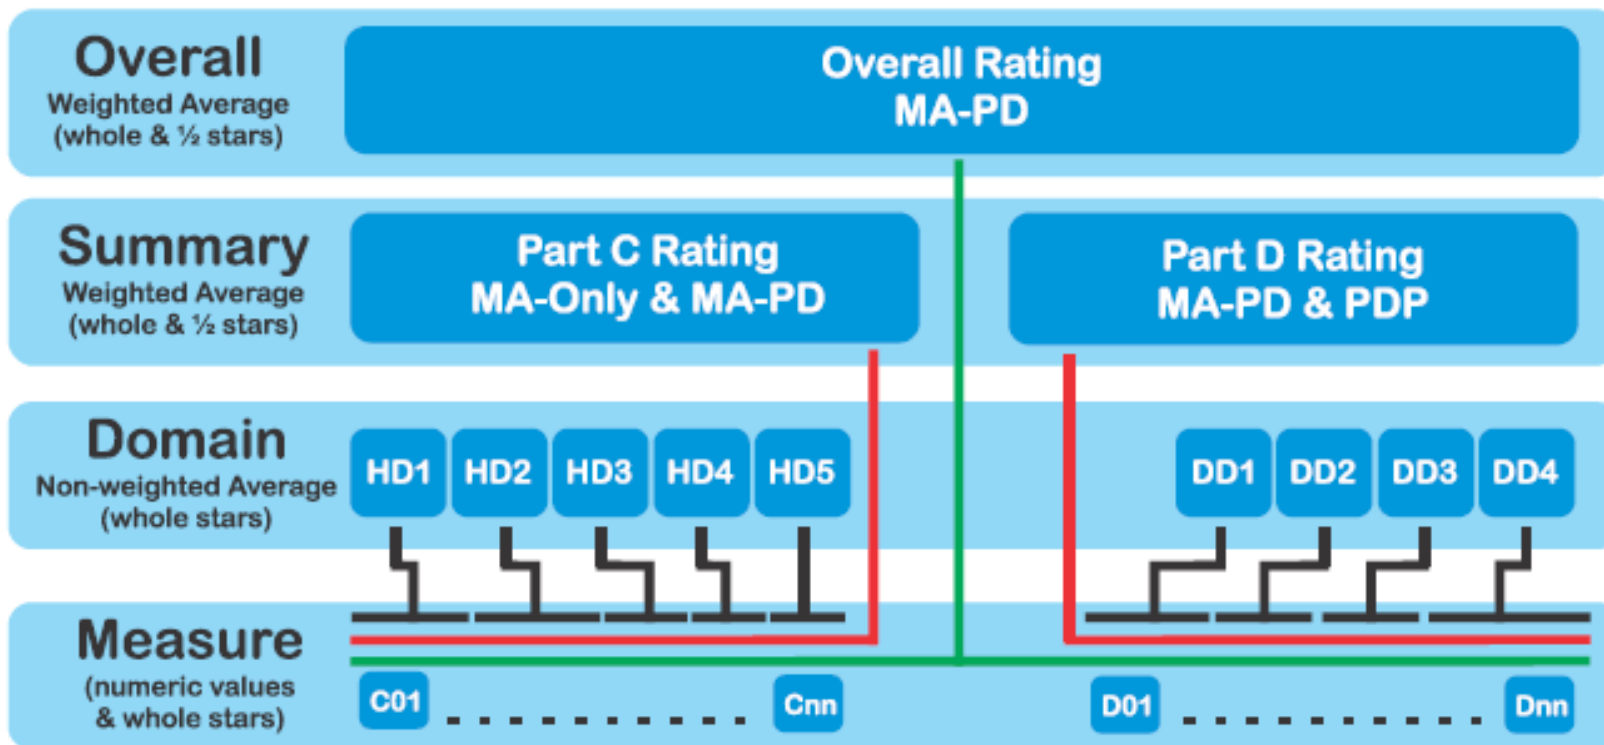 Overall
Weighted Average
(whole & ½ stars)
Overall Rating
MA-PD
Summary
Weighted Average
(whole & ½ stars)
Part C Rating
MA-Only & MA-PD
Part D Rating
MA-PD & PDP
Domain
Non-weighted Average
(whole stars)
HD1
HD2
HD3
HD4
HD5
DD1
DD2
DD3
DD4
Measure
(numeric values
& whole stars)
C01
Cnn
D01
Dnn